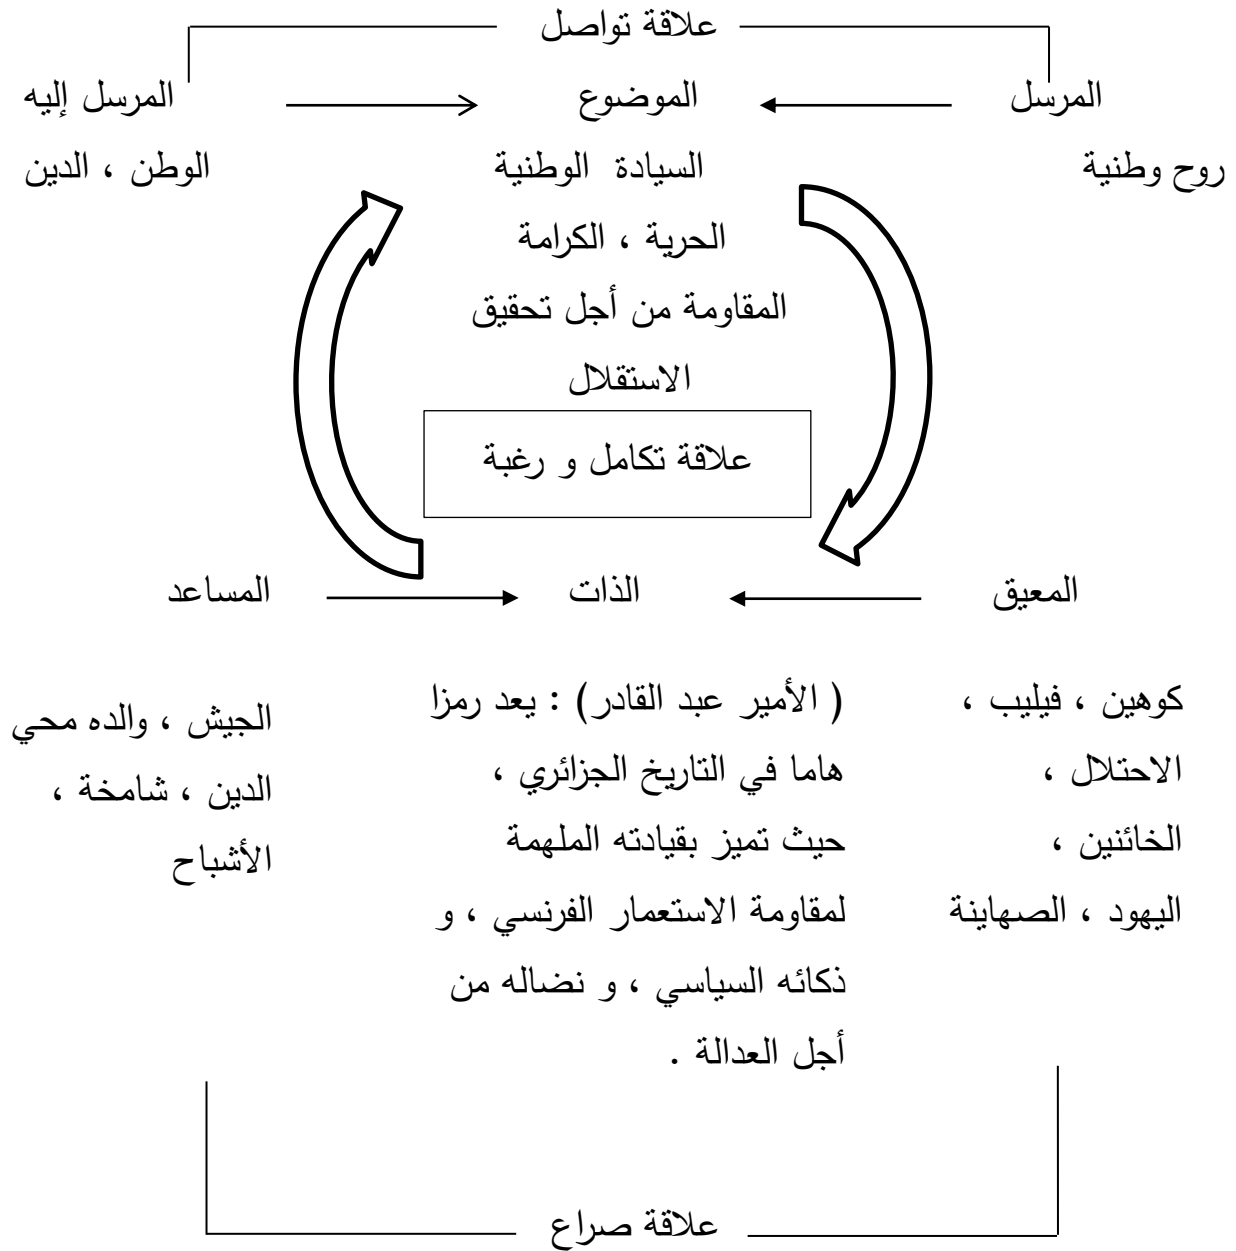 علاقة تواصل
المرسل
الموضوع
المرسل إليه
روح وطنية
السيادة الوطنية
الوطن ، الدين
الحرية ، الكرامة
المقاومة من أجل تحقيق
الاستقلال
علاقة تكامل و رغبة
المعيق
الذات
المساعد
كوهين ، فيليب ،
الاحتلال ،
الخائنين ،
اليهود ، الصهاينة
( الأمير عبد القادر) : يعد رمزا
هاما في التاريخ الجزائري ،
حيث تميز بقيادته الملهمة
لمقاومة الاستعمار الفرنسي ، و
ذكائه السياسي ، و نضاله من
أجل العدالة .
الجيش ، والده محي
الدين ، شامخة ،
الأشباح
علاقة صراع